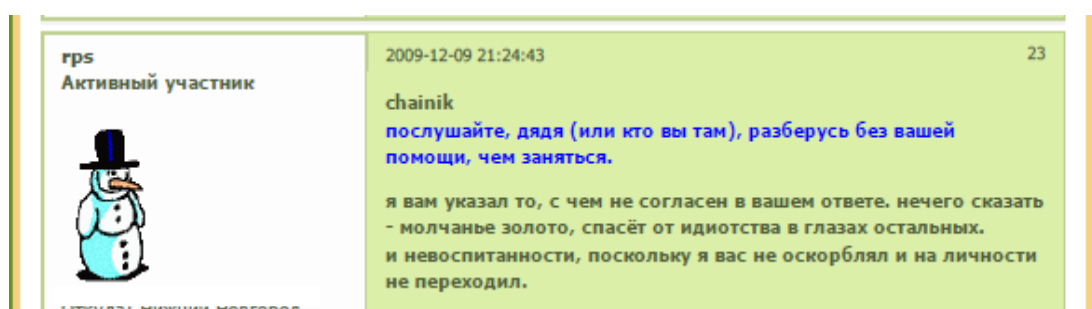 rps
Активный участник
2009-12-09 21:24:43
23
chainik
послушайте, дядя (или кто вы там), разберусь без вашей
помощи, чем заняться.
я вам указал то, с чем не согласен в вашем ответе. нечего сказать
- молчанье золото, спасёт от идиотства в глазах остальных.
и невоспитанности, поскольку я вас не оскорблял и на личности
не переходил.